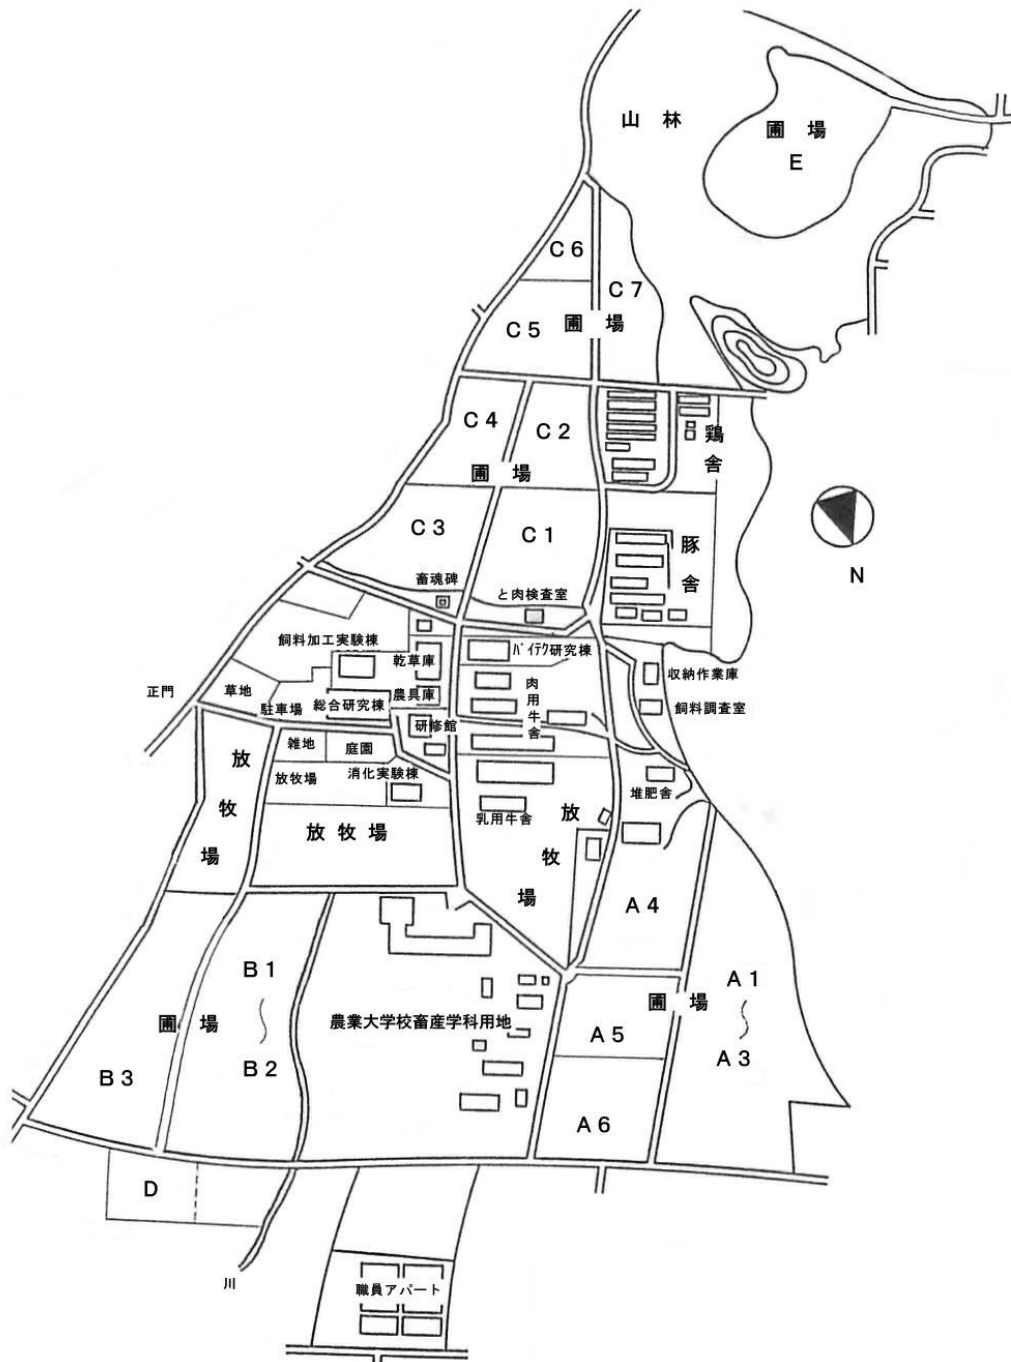 山 林
圃 場
E
C 6
C 7
C 5
圃 場
C 4
C 2
鶏舎
圃 場
C 3
C 1
豚舎
N
畜魂碑
と肉検査室
飼料加工実験棟
乾草庫
バイテク研究棟
収納作業庫
正門
草地
駐車場
総合研究棟
農具庫
肉用牛舎
飼料調査室
研修館
雑地
庭園
放牧場
放牧場
消化実験棟
堆肥舎
乳用牛舎
放牧場
放 牧 場
A 4
B 1
A 1
圃 場
圃 場
農業大学校畜産学科用地
A 5
B 3
B 2
A 3
A 6
D
川
職員アパート